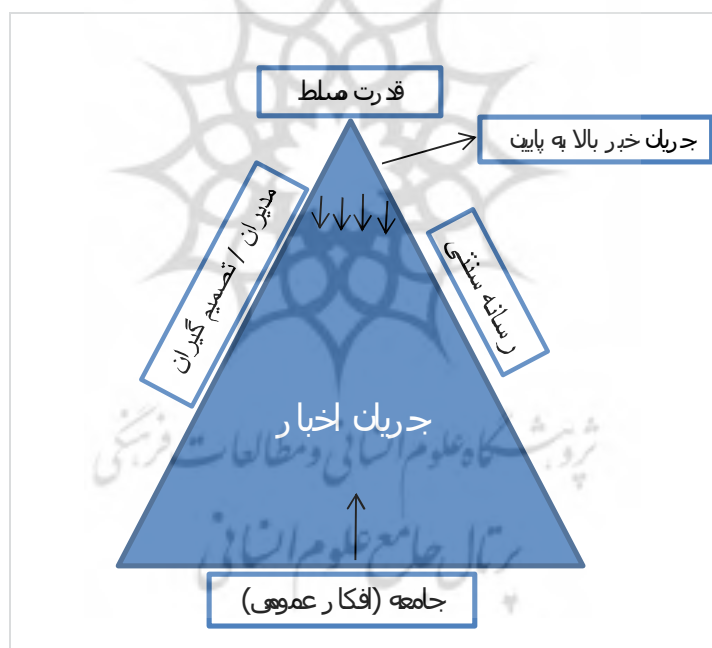 قدرت مسلط
جریان خبر بالا به پایین
مدیران / تصمیم گیران
رسانه سنتی
جریان اخبار
پژوهشگاه علوم انسانی و مطالعات فرهنگی
پرتال جامع علوم انسانی
جامعه (افکار عمومی)